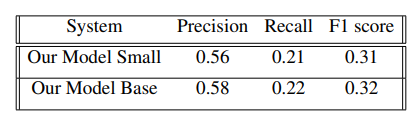 System Precision Recall F1 score
Our Model Small 0.56 0.21 0.31
Our Model Base 0.58 0.22 0.32